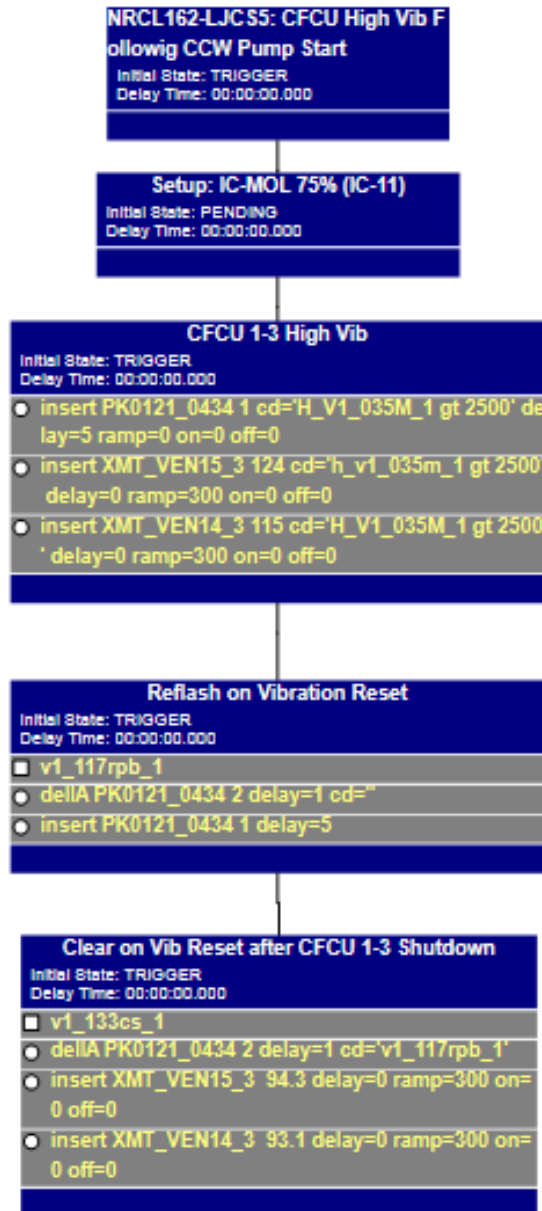 NRCL162-LJCS5: CFCU High Vib F
ollowig CCW Pump Start
Initial State: TRIGGER
Delay Time: 00:00:00.000
Setup: IC-MOL 75% (IC-11)
Initial State: PENDING
Delay Time: 00:00:00.000
CFCU 1-3 High Vib
Initial State: TRIGGER
Delay Time: 00:00:00.000
insert PK0121_0434 1 cd='H_V1_035M_1 gt 2500' de
lay=5 ramp=0 on=0 off=0
insert XMT_VEN15_3 124 cd='h_v1_035m_1 gt 2500'
delay=0 ramp=300 on=0 off=0
insert XMT_VEN14_3 115 cd='H_V1_035M_1 gt 2500
' delay=0 ramp=300 on=0 off=0
Reflash on Vibration Reset
Initial State: TRIGGER
Delay Time: 00:00:00.000
v1_117rpb_1
dellA PK0121_0434 2 delay=1 cd=''
insert PK0121_0434 1 delay=5
Clear on Vib Reset after CFCU 1-3 Shutdown
Initial State: TRIGGER
Delay Time: 00:00:00.000
v1_133cs_1
dellA PK0121_0434 2 delay=1 cd='v1_117rpb_1'
insert XMT_VEN15_3 94.3 delay=0 ramp=300 on=
0 off=0
insert XMT_VEN14_3 93.1 delay=0 ramp=300 on=
0 off=0